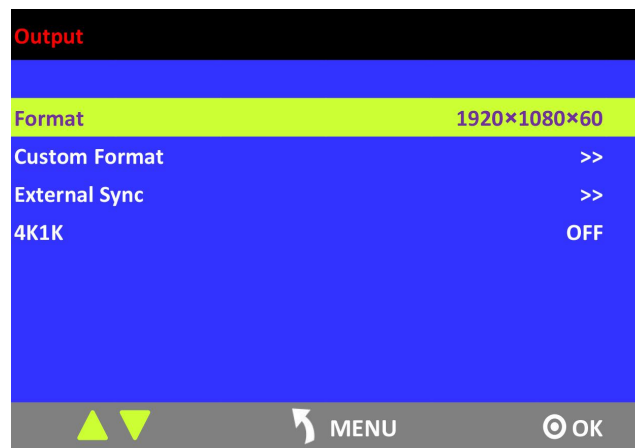 Output
Format 1920×1080×60
Custom Format >>
External Sync >>
4K1K OFF
MENU OK